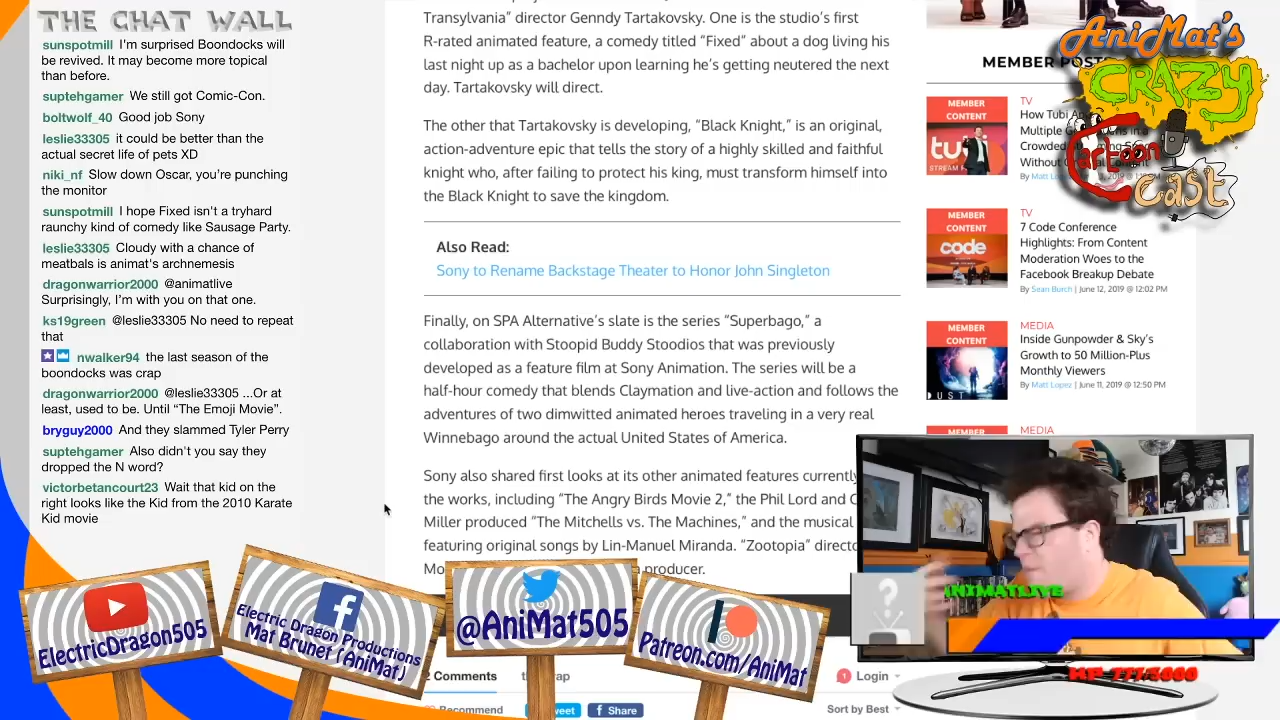 THE CHAT WALL
sunspotmill I'm surprised Boondocks will
be revived. It may become more topical
than before.
suptehgamer We still got Comic-Con.
boltwolf_40 Good job Sony
leslie33305 it could be better than the
actual secret life of pets XD
niki_nf Slow down Oscar, you're
the monitor
sunspotmill I hope Fixed isn't a tryhard
raunchy kind of comedy like Sausage Party.
leslie33305 Cloudy with a chance of
meatbals is animat's archnemesis
dragonwarrior2000 @animatlive
Surprisingly, I'm with you on that one.
ks19green @leslie33305 No need to repeat
that
nwalker94 the last season of the
boondocks was crap
dragonwarrior2000 @leslie33305 ...Or at
least, used to be. Until "The Emoji Movie".
bryguy2000 And they slammed Tyler Perry
suptehgamer Also didn't you say they
dropped the N word?
victorbetancourt23 Wait that kid on the
right looks like the Kid from the 2010 Karate
Kid movie
Transylvania" director Genndy Tartakovsky. One is the studio's first
R-rated animated feature, a comedy titled "Fixed" about a dog living his
last night up as a bachelor upon learning he's getting neutered the next
day. Tartakovsky will direct.
The other that Tartakovsky is developing, "Black Knight," is an original,
action-adventure epic that tells the story of a highly skilled and faithful
knight who, after failing to protect his king, must transform himself into
the Black Knight to save the kingdom.
Also Read:
Sony to Rename Backstage Theater to Honor John Singleton
Finally, on SPA Alternative's slate is the series "Superbago," a
collaboration with Stoopid Buddy Stoodios that was previously
developed as a feature film at Sony Animation. The series will be a
half-hour comedy that blends Claymation and live-action and follows the
adventures of two dimwitted animated heroes traveling in a very real
Winnebago around the actual United States of America.
Sony also shared first looks at its other animated features currently
the works, including "The Angry Birds Movie 2," the Phil Lord and
Miller produced "The Mitchells vs. The Machines," and the musical
featuring original songs by Lin-Manuel Miranda. "Zootopia"
producer.
Comments
Login
1
Recommend
Share
Sort by Best
MEMBER
AniMat's
CRAZY
Cartoon
Cast
MEMBER
CONTENT
TV
How Tubi
Multiple
Crowded
Without
By Matt
MEMBER
CONTENT
code
TV
7 Code Conference
Highlights: From Content
Moderation Woes to the
Facebook Breakup Debate
By Sean Burch | June 12, 2019 @ 12:02 PM
MEMBER
CONTENT
DUST
MEDIA
Inside Gunpowder & Sky's
Growth to 50 Million-Plus
Monthly Viewers
By Matt Lopez | June 11, 2019 @ 12:50 PM
MEMBER
MEDIA
ANIMATLIVE
?
ElectricDragon505
Electric Dragon Productions
Mat Brunet (AniMat)
@AniMat505
Patreon.com/AniMat